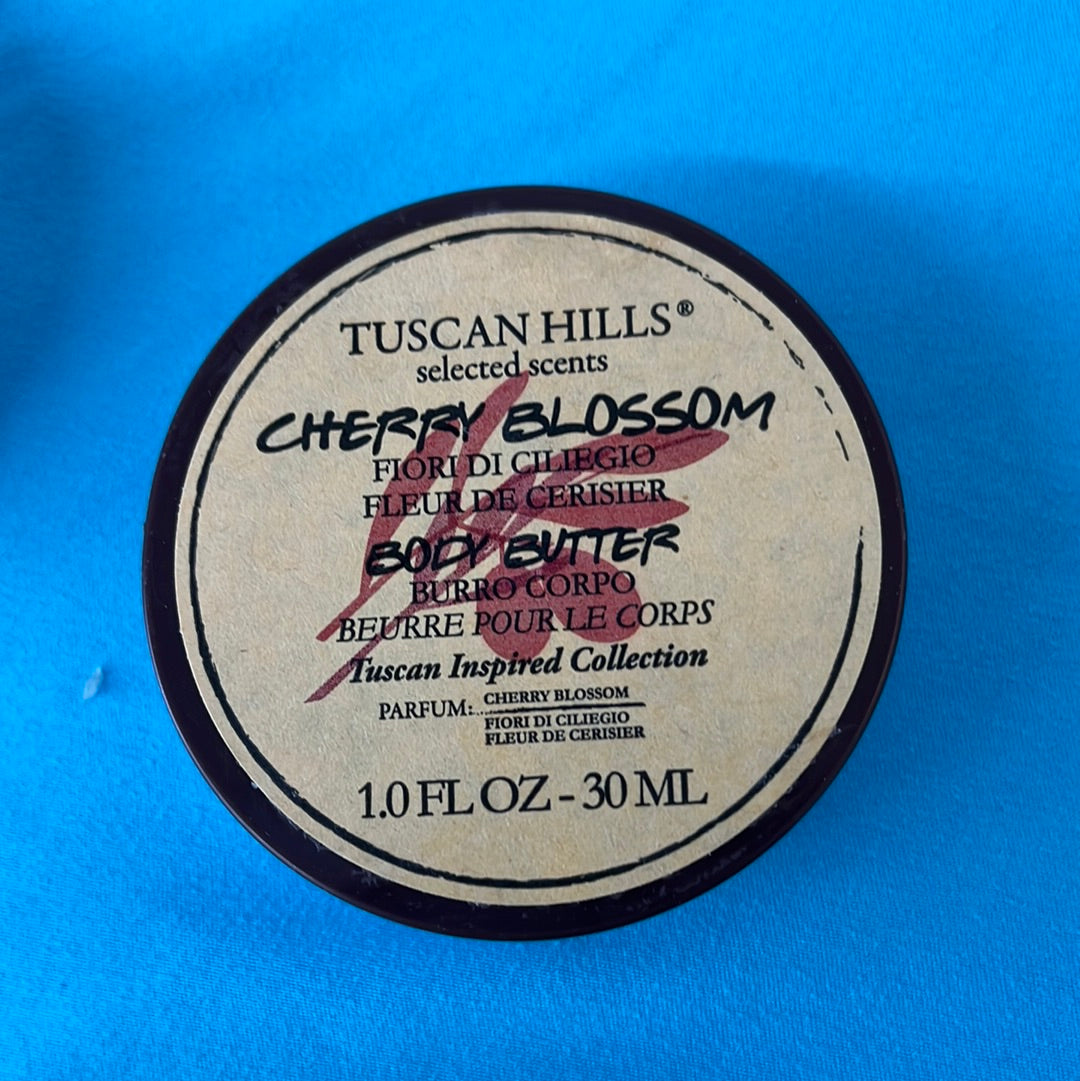 TUSCAN HILLS®
selected scents
CHERRY BLOSSOM
FIORI DI CILIEGIO
FLEUR DE CERISIER
BODY BUTTER
BURRO CORPO
BEURRE POUR LE CORPS
Tuscan Inspired Collection
PARFUM: CHERRY BLOSSOM
FIORI DI CILIEGIO
FLEUR DE CERISIER
1.0 FL OZ - 30 ML